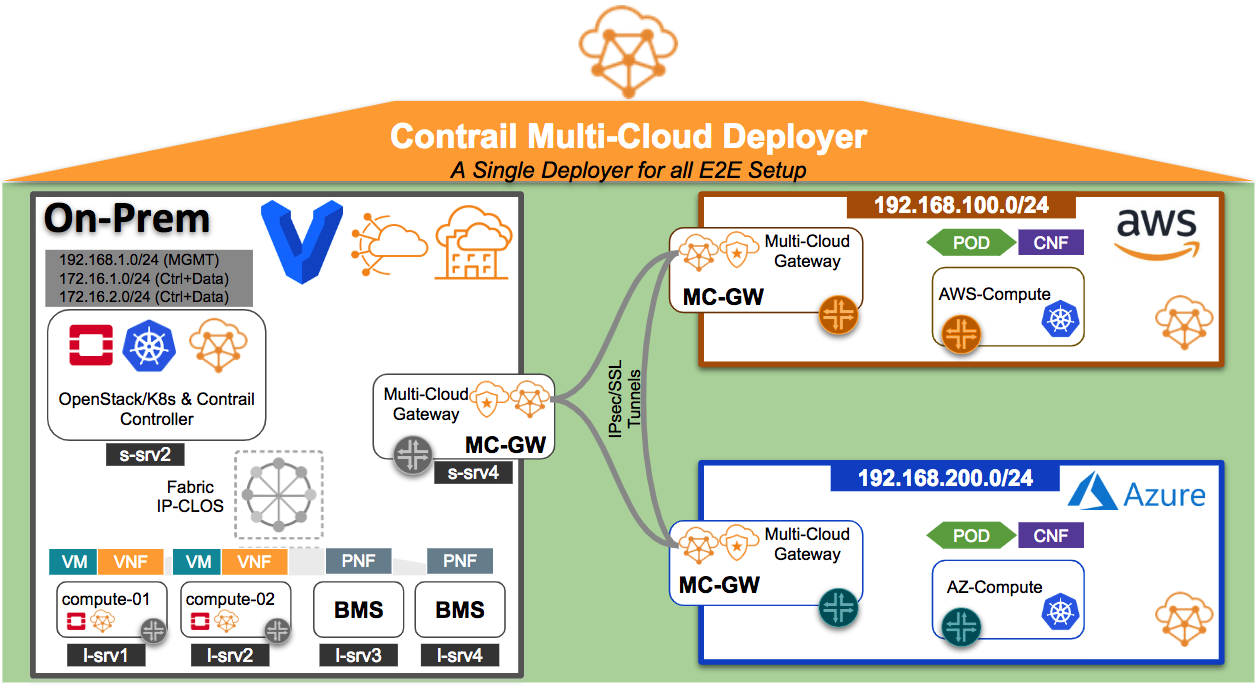 Contrail Multi-Cloud Deployer
A Single Deployer for all E2E Setup
On-Prem
192.168.1.0/24 (MGMT)
172.16.1.0/24 (Ctrl+Data)
172.16.2.0/24 (Ctrl+Data)
OpenStack/K8s & Contrail
Controller
s-srv2
Multi-Cloud
Gateway
MC-GW
s-srv4
Fabric
IP-CLOS
VM
VNF
VM
VNF
PNF
PNF
compute-01
compute-02
BMS
BMS
l-srv1
l-srv2
l-srv3
l-srv4
IPsec/SSL
Tunnels
192.168.100.0/24
aws
Multi-Cloud
Gateway
MC-GW
POD
CNF
AWS-Compute
192.168.200.0/24
Azure
Multi-Cloud
Gateway
MC-GW
POD
CNF
AZ-Compute